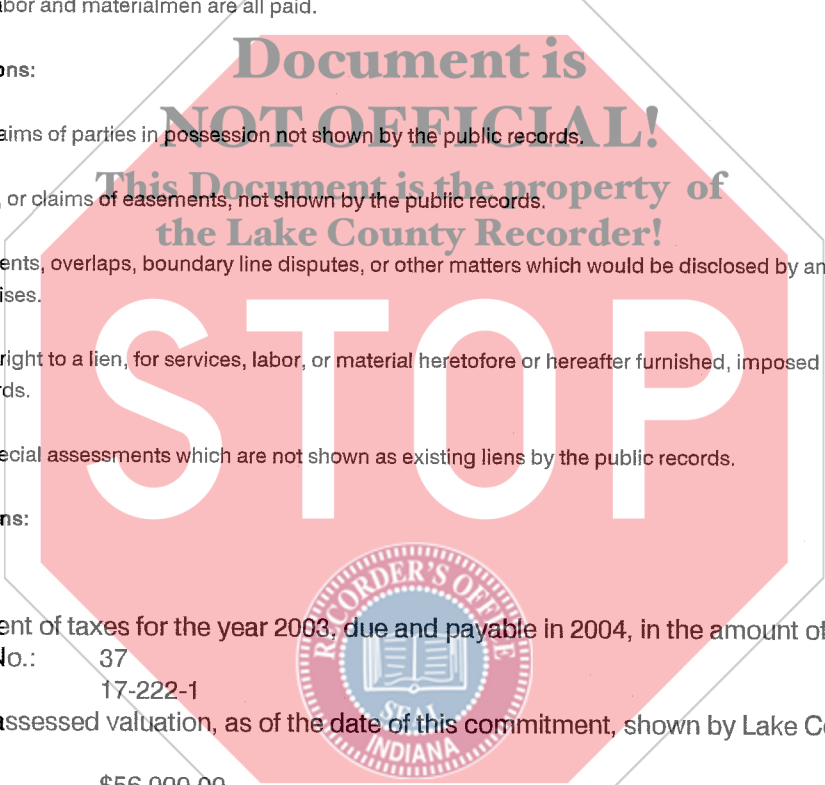 bor and materialmen are all paid.
Document is
ons:
NOT OFFICIAL!
aims of parties in possession not shown by the public records.
This Document is the property of
, or claims of easements, not shown by the public records.
the Lake County Recorder!
ents, overlaps, boundary line disputes, or other matters which would be disclosed by an
ises.
STOP
right to a lien, for services, labor, or material heretofore or hereafter furnished, imposed
ds.
ecial assessments which are not shown as existing liens by the public records.
ns:
RECORDER'S OFFICE
ent of taxes for the year 2003, due and payable in 2004, in the amount of
No.: 37
17-222-1
SEAL
assessed valuation, as of the date of this commitment, shown by Lake Co
INDIANA
$56,000.00